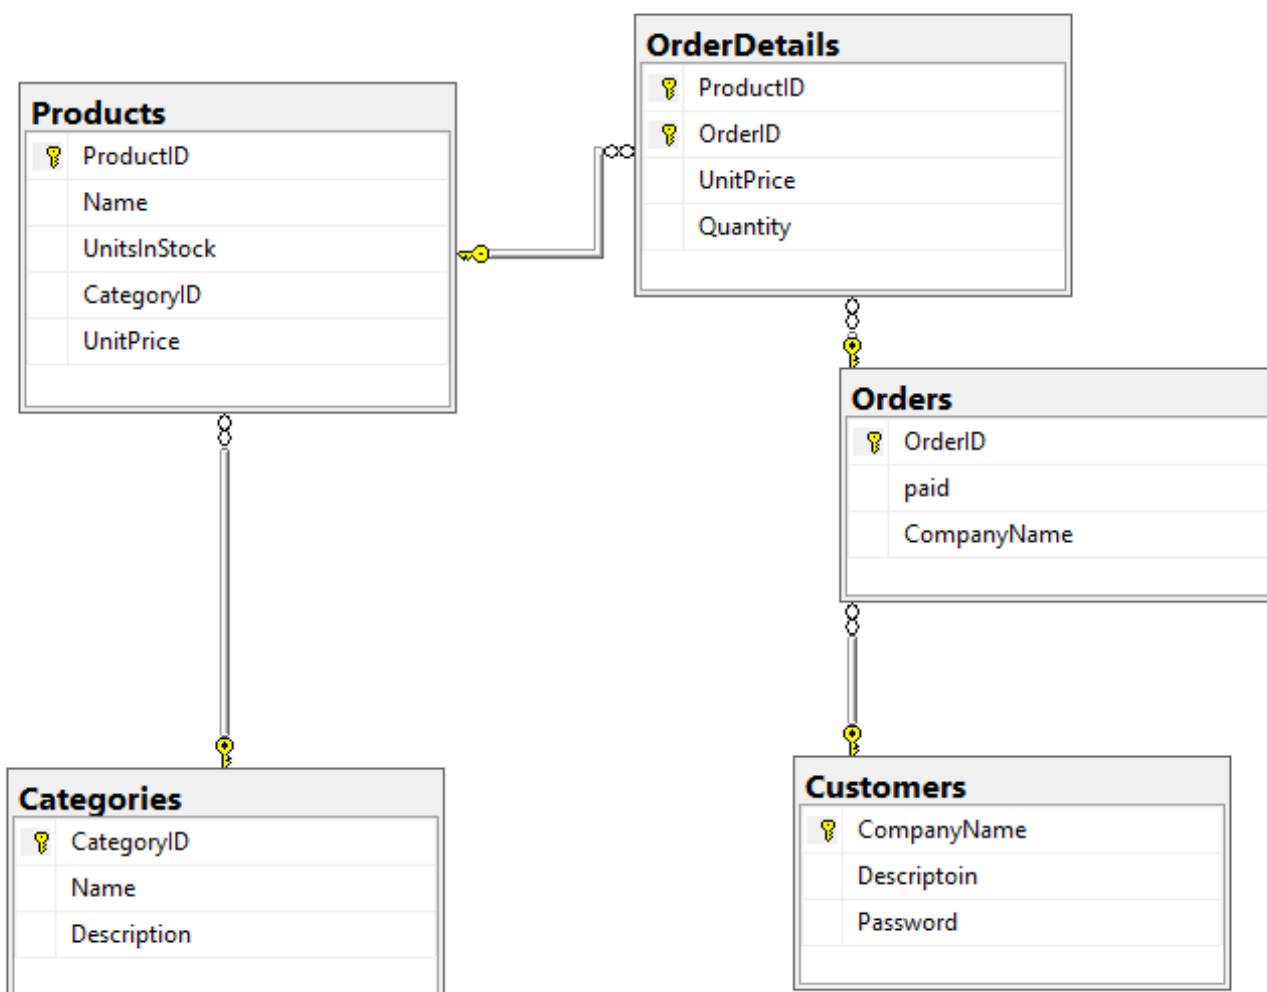 OrderDetails
ProductID
OrderID
UnitPrice
Quantity
Products
ProductID
Name
UnitsInStock
CategoryID
UnitPrice
Orders
OrderID
paid
CompanyName
Categories
CategoryID
Name
Description
Customers
CompanyName
Descriptoin
Password